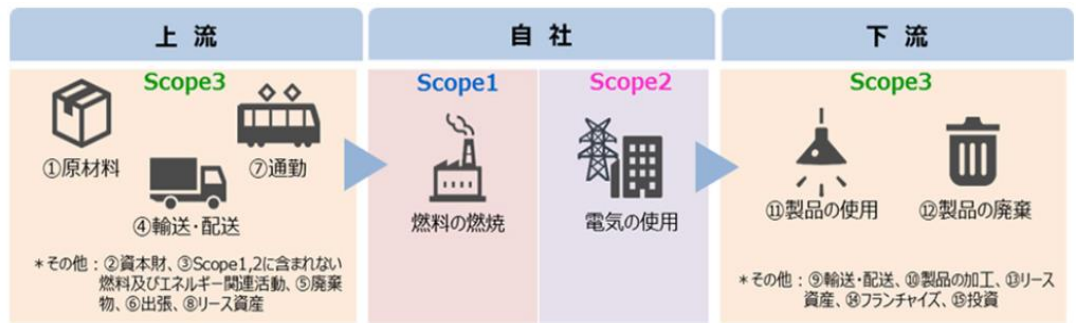 上 流
Scope3
①原材料
⑦通勤
④輸送・配送
＊その他：②資本財、③Scope1,2に含まれない
燃料及びエネルギー関連活動、⑤廃棄
物、⑥出張、⑧リース資産
自 社
Scope1
燃料の燃焼
Scope2
電気の使用
下 流
Scope3
⑪製品の使用
⑫製品の廃棄
＊その他：⑨輸送・配送、⑩製品の加工、⑬リース
資産、⑭フランチャイズ、⑮投資